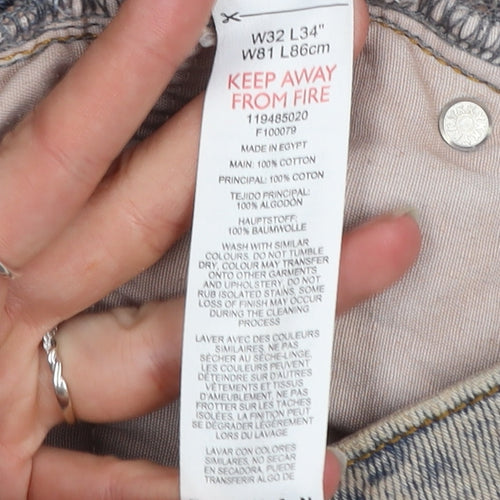 W32 L34"
W81 L86cm
KEEP AWAY
FROM FIRE
119485020
F100079
MADE IN EGYPT
MAIN: 100% COTTON
PRINCIPAL: 100% COTON
TEJIDO PRINCIPAL:
100% ALGODÓN
HAUPTSTOFF:
100% BAUMWOLLE
WASH WITH SIMILAR
COLOURS. DO NOT TUMBLE
DRY, COLOUR MAY TRANSFER
ONTO OTHER GARMENTS
AND UPHOLSTERY, DO NOT
RUB ISOLATED STAINS, SOME
LOSS OF FINISH MAY OCCUR
DURING THE CLEANING
PROCESS
LAVER AVEC DES COULEURS
SIMILAIRES. NE PAS
SÉCHER AU SÈCHE-LINGE.
LES COULEURS PEUVENT
DÉTEINDRE SUR D'AUTRES
VÊTEMENTS ET TISSUS
D'AMEUBLEMENT. NE PAS
FROTTER SUR LES TACHES
ISOLÉES. LA FINITION PEUT
SE DÉGRADER LÉGÈREMENT
LORS DU LAVAGE
LAVAR CON COLORES
SIMILARES. NO SECAR
EN SECADORA. PUEDE
TRANSFERIR ALGO DE